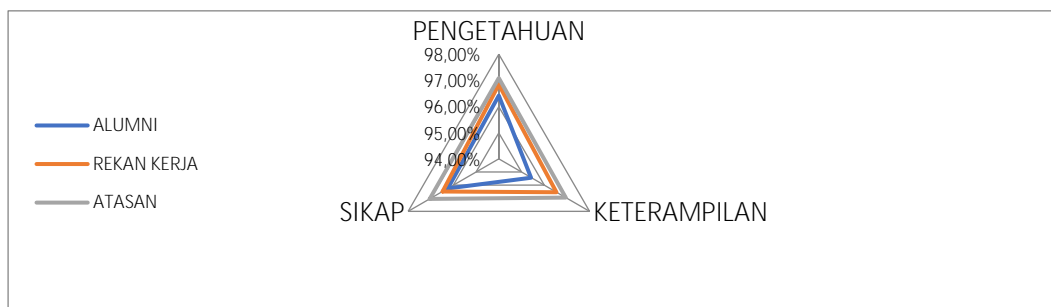 PENGETAHUAN
98,00%
97,00%
96,00%
95,00%
94,00%
ALUMNI
REKAN KERJA
ATASAN
SIKAP
KETERAMPILAN